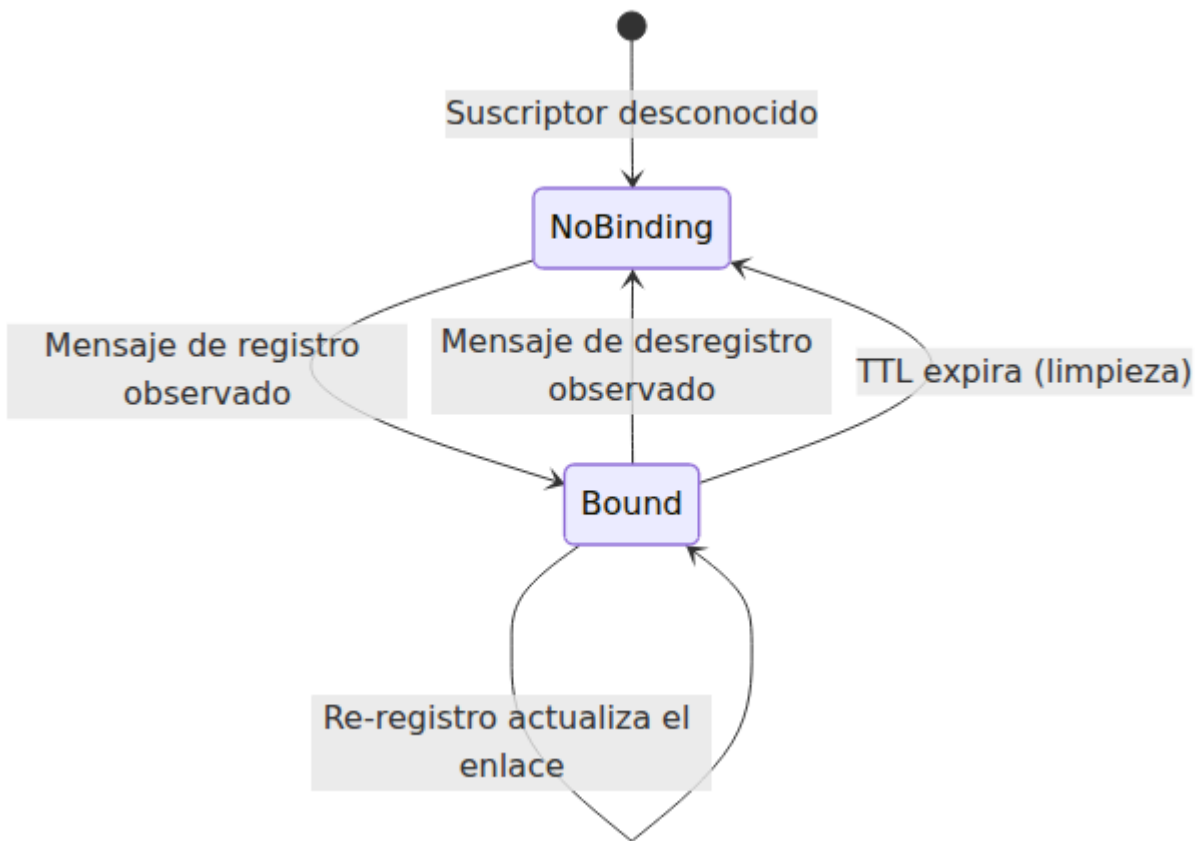 Suscriptor desconocido
NoBinding
Mensaje de registro
observado
Mensaje de desregistro
observado
TTL expira (limpieza)
Bound
Re-registro actualiza el
enlace